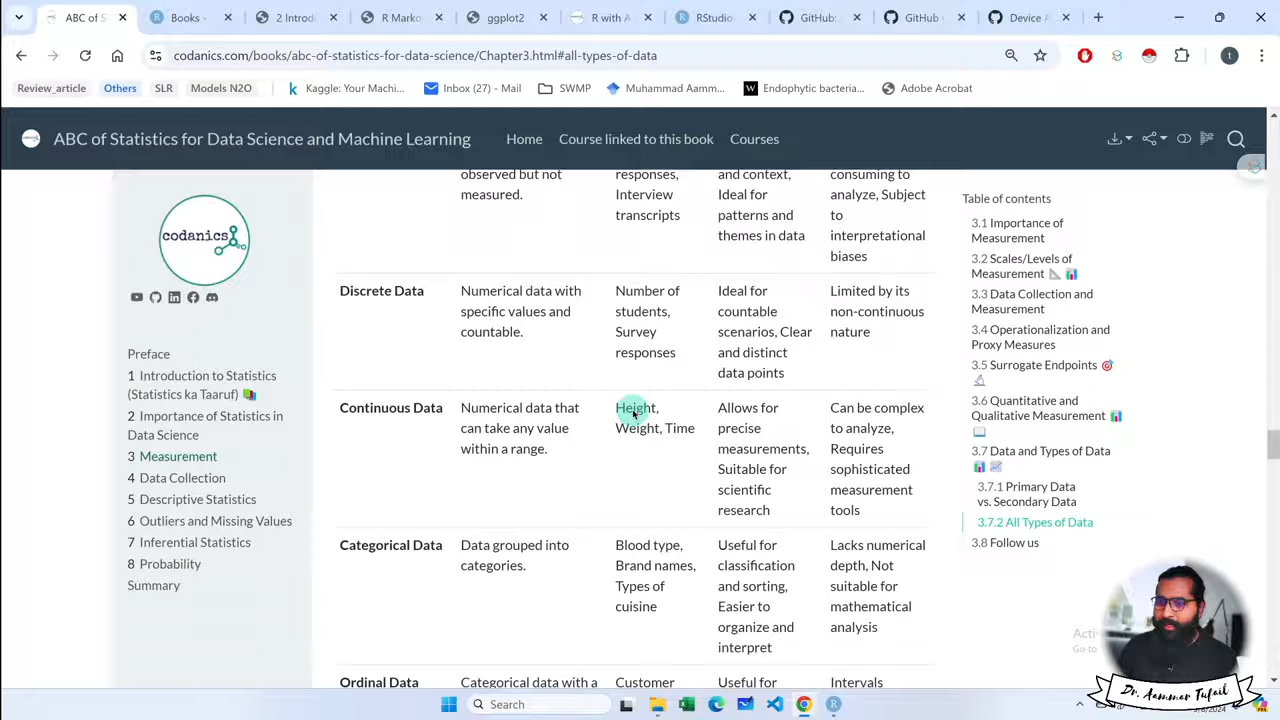 ABC of S
Books -
2 Introd
R Marko
ggplot2
R with A
RStudio
GitHub:
GitHub
Device A
codanics.com/books/abc-of-statistics-for-data-science/Chapter3.html#all-types-of-data
t
Review_article
Others
SLR
Models N2O
Kaggle: Your Machi...
Inbox (27) - Mail
SWMP
Muhammad Aamm...
Endophytic bacteria...
Adobe Acrobat
ABC of Statistics for Data Science and Machine Learning
Home
Course linked to this book
Courses
codanics
Preface
1 Introduction to Statistics
(Statistics ka Taaruf)
2 Importance of Statistics in
Data Science
3 Measurement
4 Data Collection
5 Descriptive Statistics
6 Outliers and Missing Values
7 Inferential Statistics
8 Probability
Summary
observed but not
measured.
responses,
Interview
transcripts
and context,
Ideal for
patterns and
themes in data
consuming to
analyze, Subject
to
interpretational
biases
Discrete Data
Numerical data with
specific values and
countable.
Number of
students,
Survey
responses
Ideal for
countable
scenarios, Clear
and distinct
data points
Limited by its
non-continuous
nature
Continuous Data
Numerical data that
can take any value
within a range.
Height,
Weight, Time
Allows for
precise
measurements,
Suitable for
scientific
research
Can be complex
to analyze,
Requires
sophisticated
measurement
tools
Categorical Data
Data grouped into
categories.
Blood type,
Brand names,
Types of
cuisine
Useful for
classification
and sorting,
Easier to
organize and
interpret
Lacks numerical
depth, Not
suitable for
mathematical
analysis
Ordinal Data
Categorical data with a
Customer
Useful for
Intervals
Table of contents
3.1 Importance of
Measurement
3.2 Scales/Levels of
Measurement
3.3 Data Collection and
Measurement
3.4 Operationalization and
Proxy Measures
3.5 Surrogate Endpoints
3.6 Quantitative and
Qualitative Measurement
3.7 Data and Types of Data
3.7.1 Primary Data
vs. Secondary Data
3.7.2 All Types of Data
3.8 Follow us
Acti
Go to
Dr. Aammar Tufail
Search